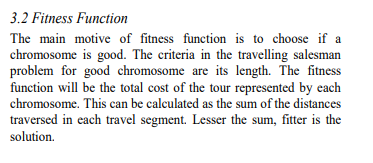 3.2 Fitness Function
The main motive of fitness function is to choose if a
chromosome is good. The criteria in the travelling salesman
problem for good chromosome are its length. The fitness
function will be the total cost of the tour represented by each
chromosome. This can be calculated as the sum of the distances
traversed in each travel segment. Lesser the sum, fitter is the
solution.